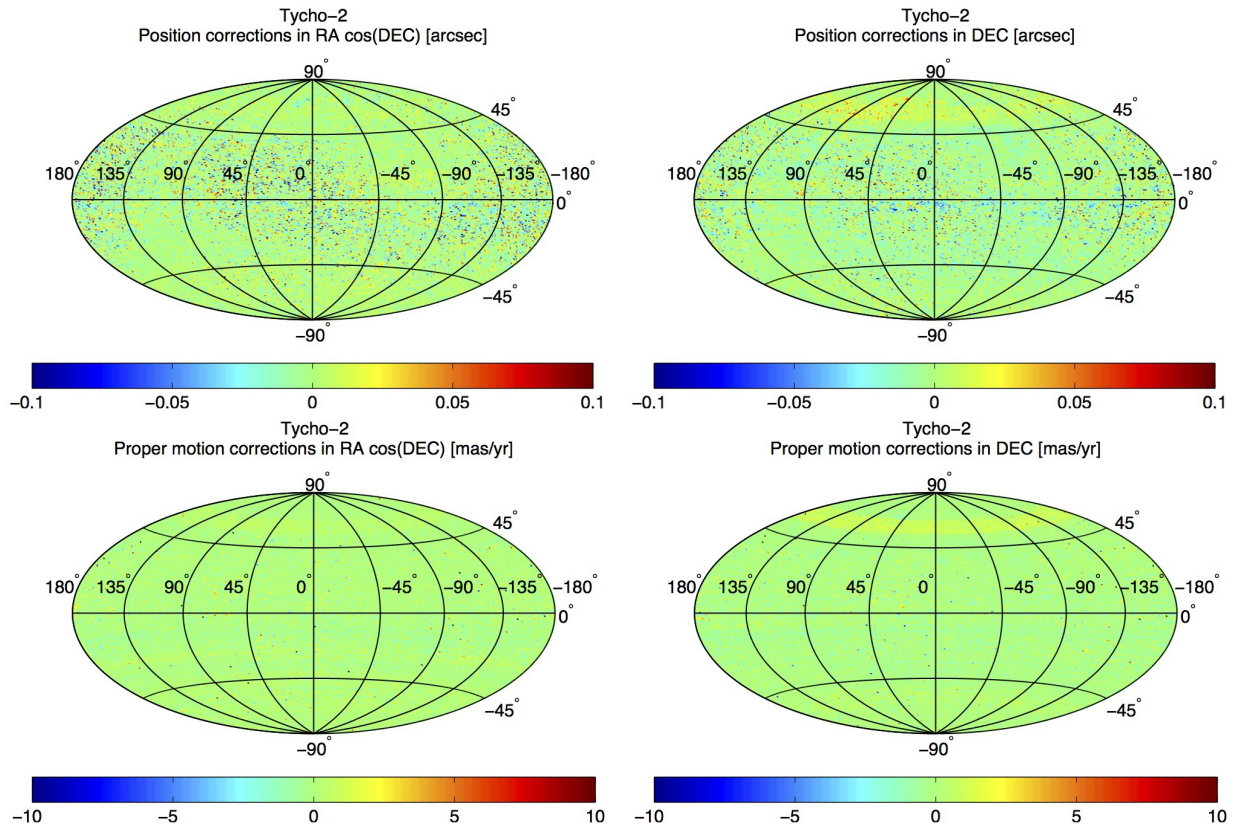 Tycho−2
Position corrections in RA cos(DEC) [arcsec]
90°
45°
180° 135° 90° 45° 0° −45° −90° −135° −180°
0°
−45°
−90°
−0.1 −0.05 0 0.05 0.1
Tycho−2
Position corrections in DEC [arcsec]
90°
45°
180° 135° 90° 45° 0° −45° −90° −135° −180°
0°
−45°
−90°
−0.1 −0.05 0 0.05 0.1
Tycho−2
Proper motion corrections in RA cos(DEC) [mas/yr]
90°
45°
180° 135° 90° 45° 0° −45° −90° −135° −180°
0°
−45°
−90°
−10 −5 0 5 10
Tycho−2
Proper motion corrections in DEC [mas/yr]
90°
45°
180° 135° 90° 45° 0° −45° −90° −135° −180°
0°
−45°
−90°
−10 −5 0 5 10